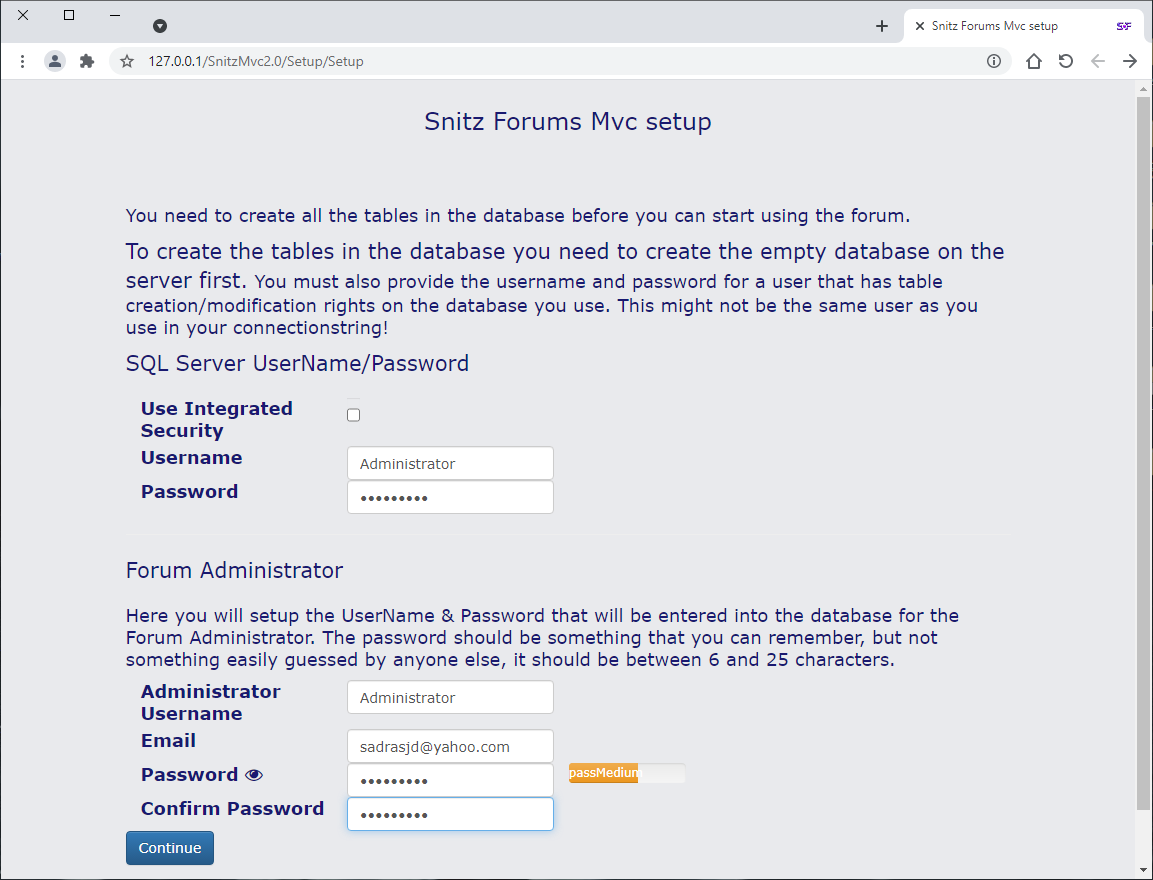 Snitz Forums Mvc setup
127.0.0.1/SnitzMvc2.0/Setup/Setup
Snitz Forums Mvc setup
You need to create all the tables in the database before you can start using the forum.
To create the tables in the database you need to create the empty database on the
server first. You must also provide the username and password for a user that has table
creation/modification rights on the database you use. This might not be the same user as you
use in your connectionstring!
SQL Server UserName/Password
Use Integrated
Security
Username Administrator
Password •••••••••
Forum Administrator
Here you will setup the UserName & Password that will be entered into the database for the
Forum Administrator. The password should be something that you can remember, but not
something easily guessed by anyone else, it should be between 6 and 25 characters.
Administrator
Username Administrator
Email sadrasjd@yahoo.com
Password ••••••••• passMedium
Confirm Password •••••••••
Continue